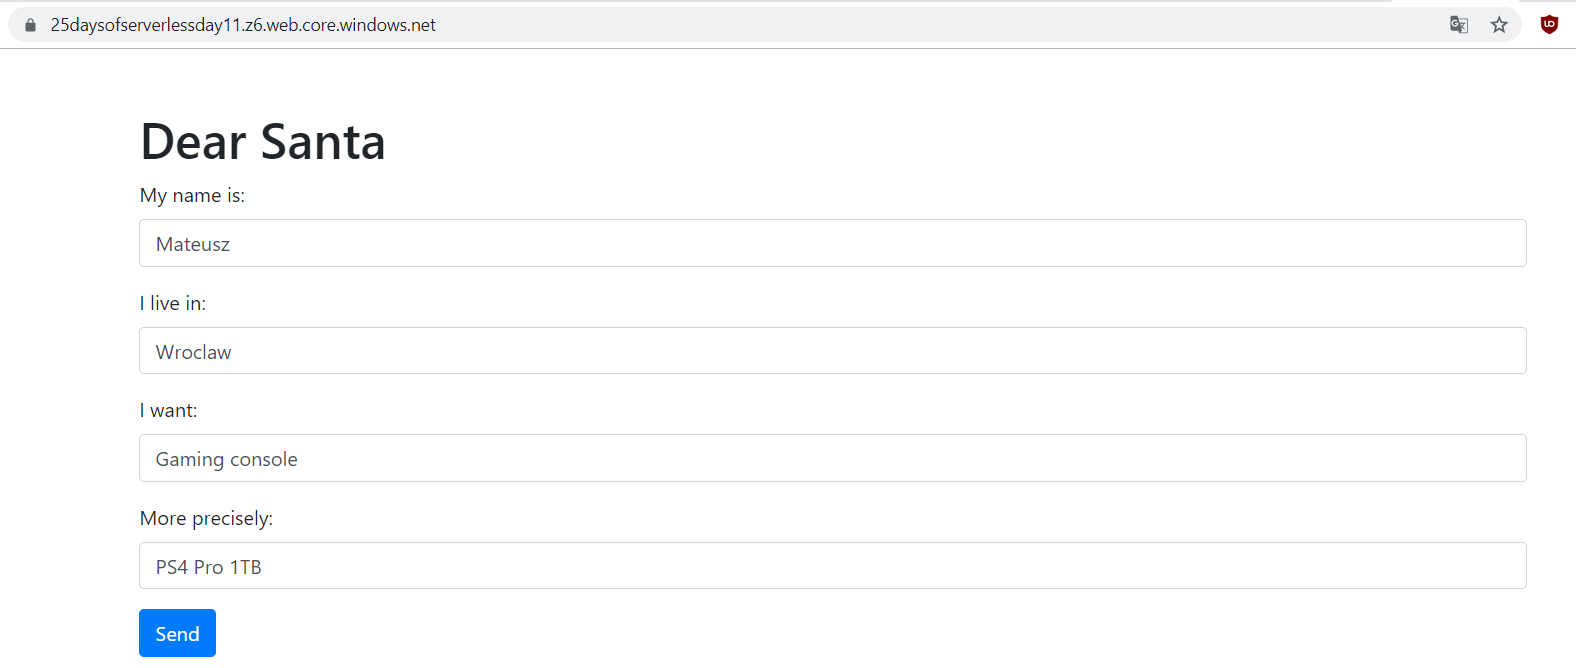 25daysofserverlessday11.z6.web.core.windows.net
Dear Santa
My name is:
Mateusz
I live in:
Wroclaw
I want:
Gaming console
More precisely:
PS4 Pro 1TB
Send